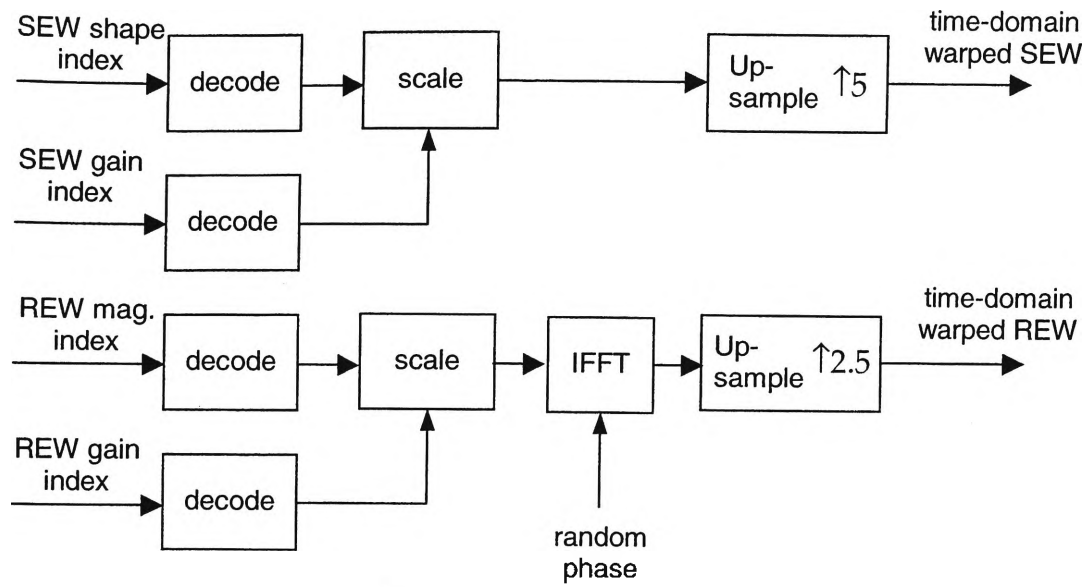 SEW shape
index
decode
scale
Up-
sample ↑5
time-domain
warped SEW
SEW gain
index
decode
REW mag.
index
decode
scale
IFFT
Up-
sample ↑2.5
time-domain
warped REW
REW gain
index
decode
random
phase